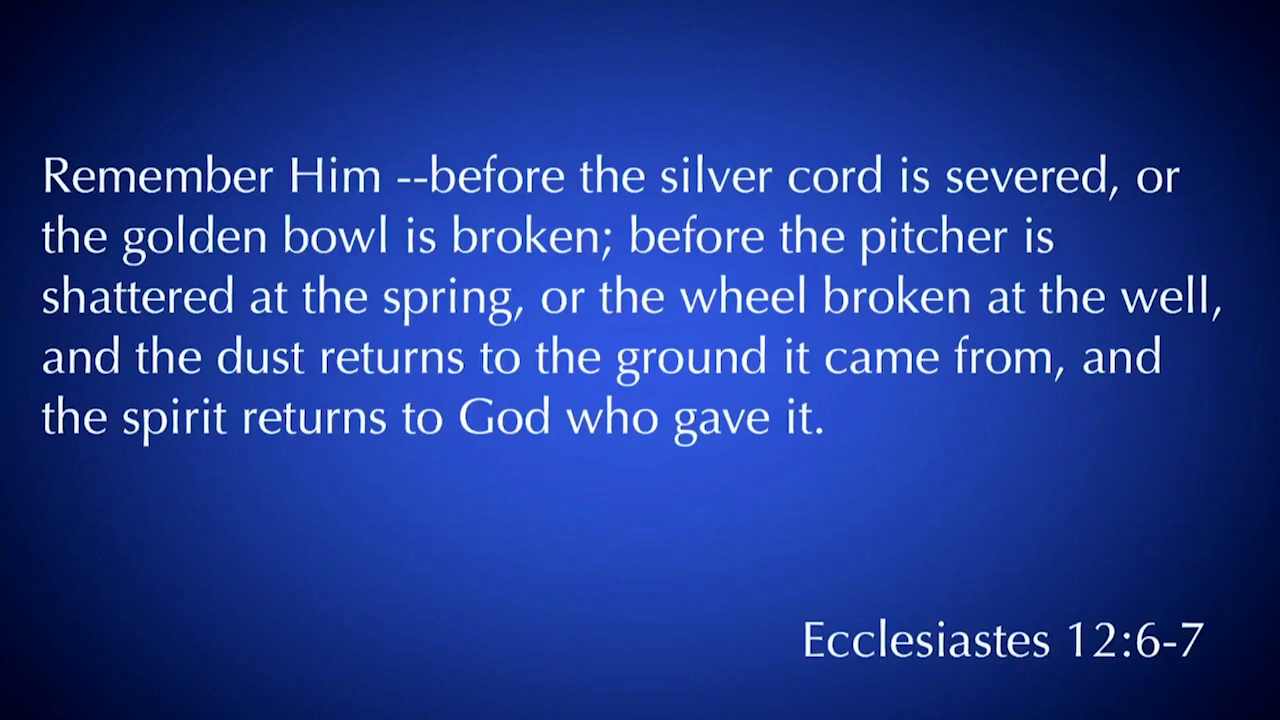 Remember Him --before the silver cord is severed, or
the golden bowl is broken; before the pitcher is
shattered at the spring, or the wheel broken at the well,
and the dust returns to the ground it came from, and
the spirit returns to God who gave it.
Ecclesiastes 12:6-7